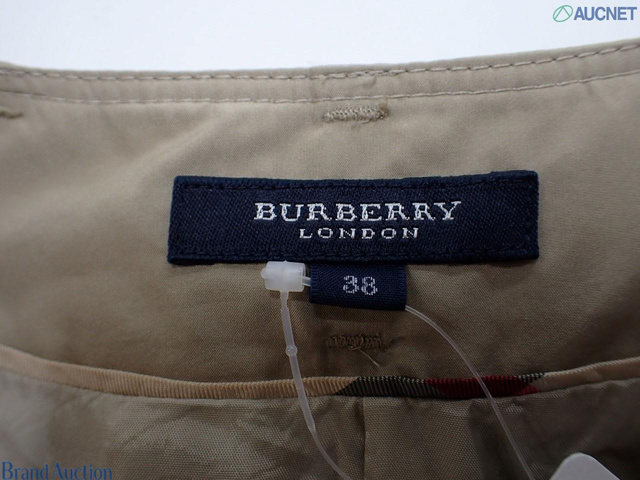 AUCNET
BURBERRY
LONDON
38
Brand Auction